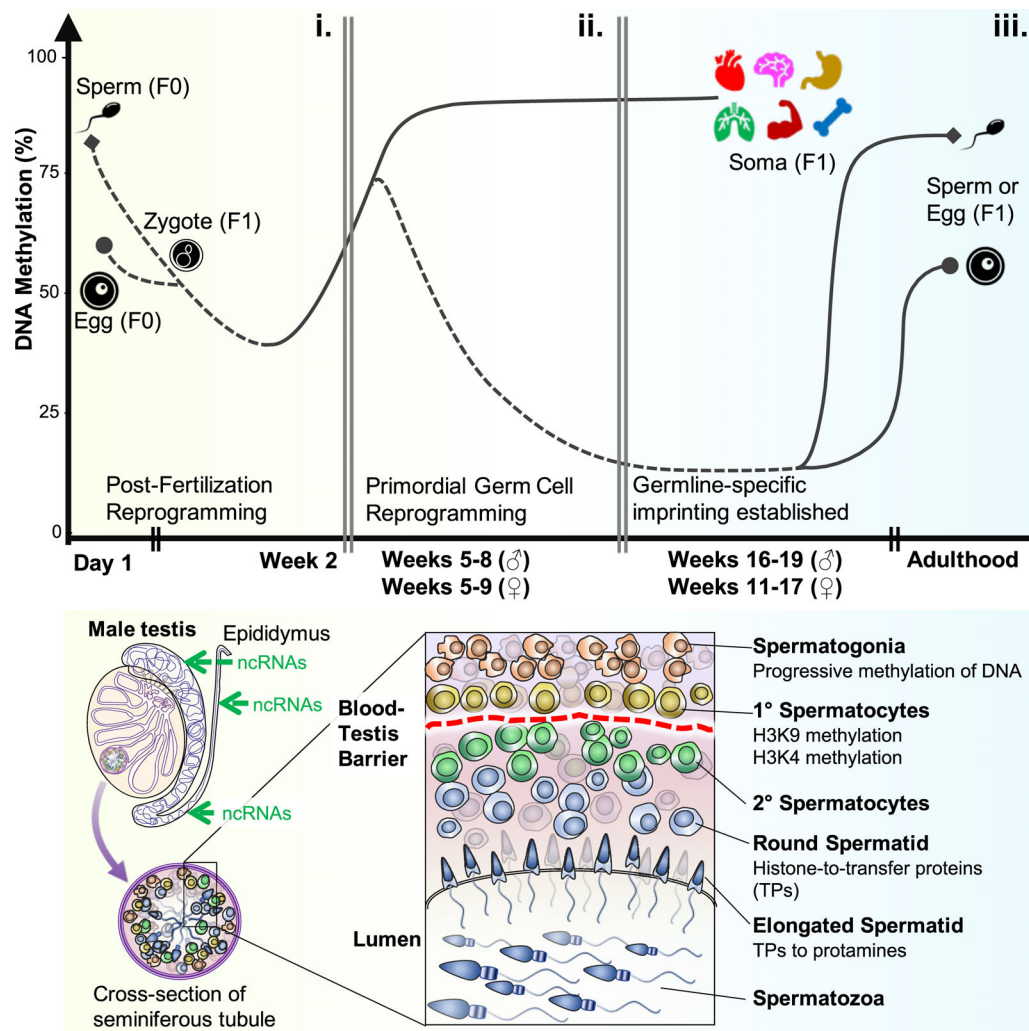 i.
ii.
iii.
DNA Methylation (%)
100
75
50
25
0
Sperm (F0)
Zygote (F1)
Egg (F0)
Soma (F1)
Sperm or
Egg (F1)
Post-Fertilization
Reprogramming
Primordial Germ Cell
Reprogramming
Germline-specific
imprinting established
Day 1
Week 2
Weeks 5-8 (♂)
Weeks 5-9 (♀)
Weeks 16-19 (♂)
Weeks 11-17 (♀)
Adulthood
Male testis
Epididymus
ncRNAs
ncRNAs
ncRNAs
Cross-section of
seminiferous tubule
Blood-
Testis
Barrier
Lumen
Spermatogonia
Progressive methylation of DNA
1° Spermatocytes
H3K9 methylation
H3K4 methylation
2° Spermatocytes
Round Spermatid
Histone-to-transfer proteins
(TPs)
Elongated Spermatid
TPs to protamines
Spermatozoa